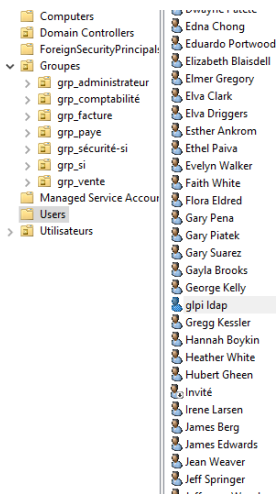 Computers
Domain Controllers
ForeignSecurityPrincipal:
Groupes
grp_administrateur
grp_comptabilité
grp_facture
grp_paye
grp_sécurité-si
grp_si
grp_vente
Managed Service Accour
Users
Utilisateurs
Edna Chong
Eduardo Portwood
Elizabeth Blaisdell
Elmer Gregory
Elva Clark
Elva Driggers
Esther Ankrom
Ethel Paiva
Evelyn Walker
Faith White
Flora Eldred
Gary Pena
Gary Piatek
Gary Suarez
Gayla Brooks
George Kelly
glpi ldap
Gregg Kessler
Hannah Boykin
Heather White
Hubert Gheen
Invité
Irene Larsen
James Berg
James Edwards
Jean Weaver
Jeff Springer